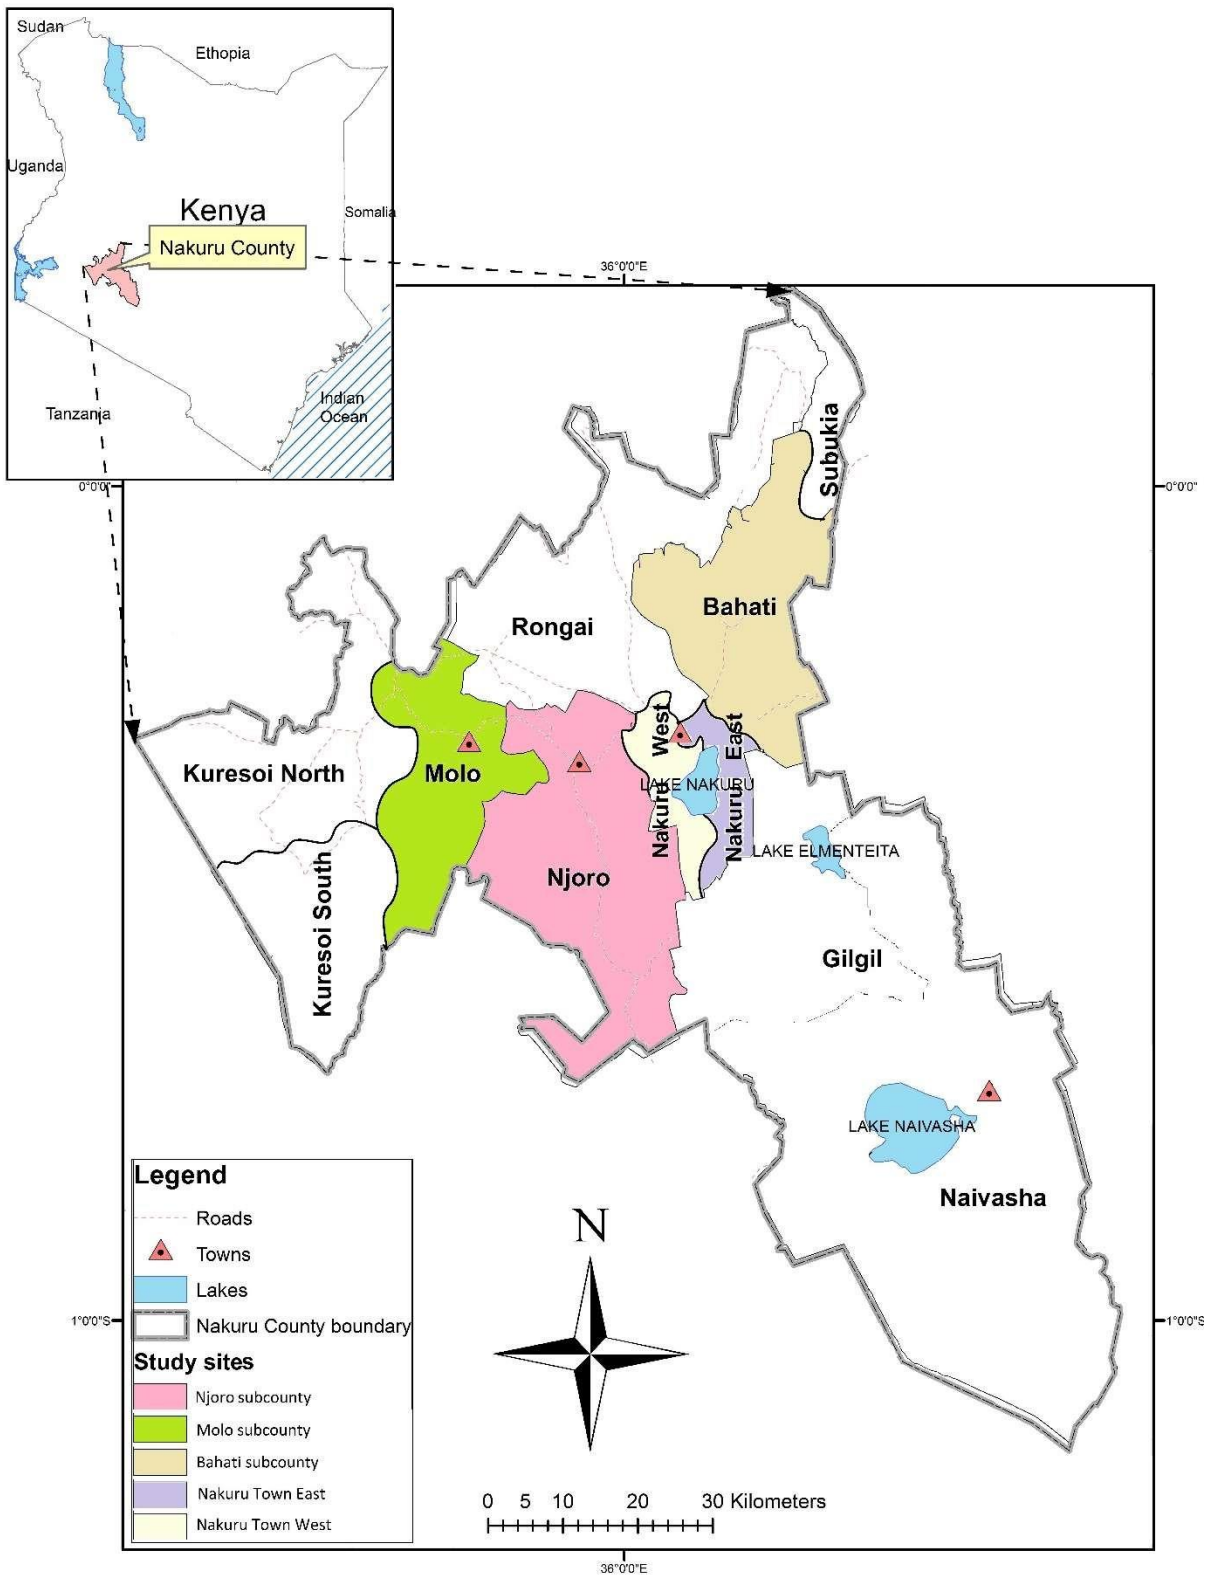 Sudan
Ethopia
Uganda
Kenya
Somalia
Nakuru County
Tanzania
Indian
Ocean
36°0'0"E
0°0'0"
0°0'0"
Subukia
Bahati
Rongai
Kuresoi North
Molo
Nakuru West
Nakuru East
LAKE NAKURU
LAKE ELMENTEITA
Njoro
Kuresoi South
Gilgil
LAKE NAIVASHA
Naivasha
Legend
Roads
Towns
Lakes
Nakuru County boundary
Study sites
Njoro subcounty
Molo subcounty
Bahati subcounty
Nakuru Town East
Nakuru Town West
N
1°0'0"S
1°0'0"S
0 5 10 20 30 Kilometers
36°0'0"E